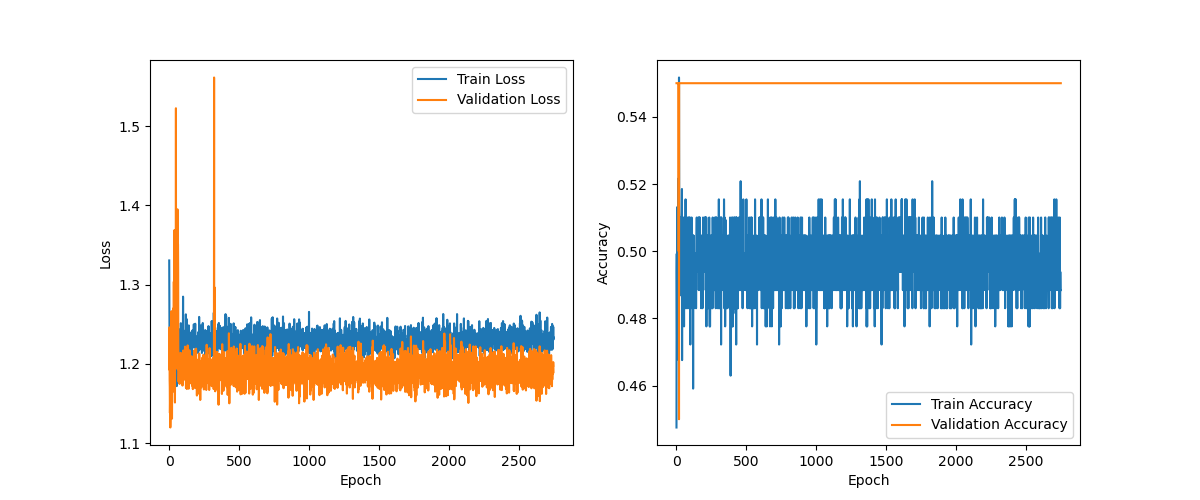 Train Loss
Validation Loss
1.5
1.4
1.3
1.2
1.1
Loss
0 500 1000 1500 2000 2500
Epoch
0.54
0.52
0.50
0.48
0.46
Accuracy
Train Accuracy
Validation Accuracy
0 500 1000 1500 2000 2500
Epoch